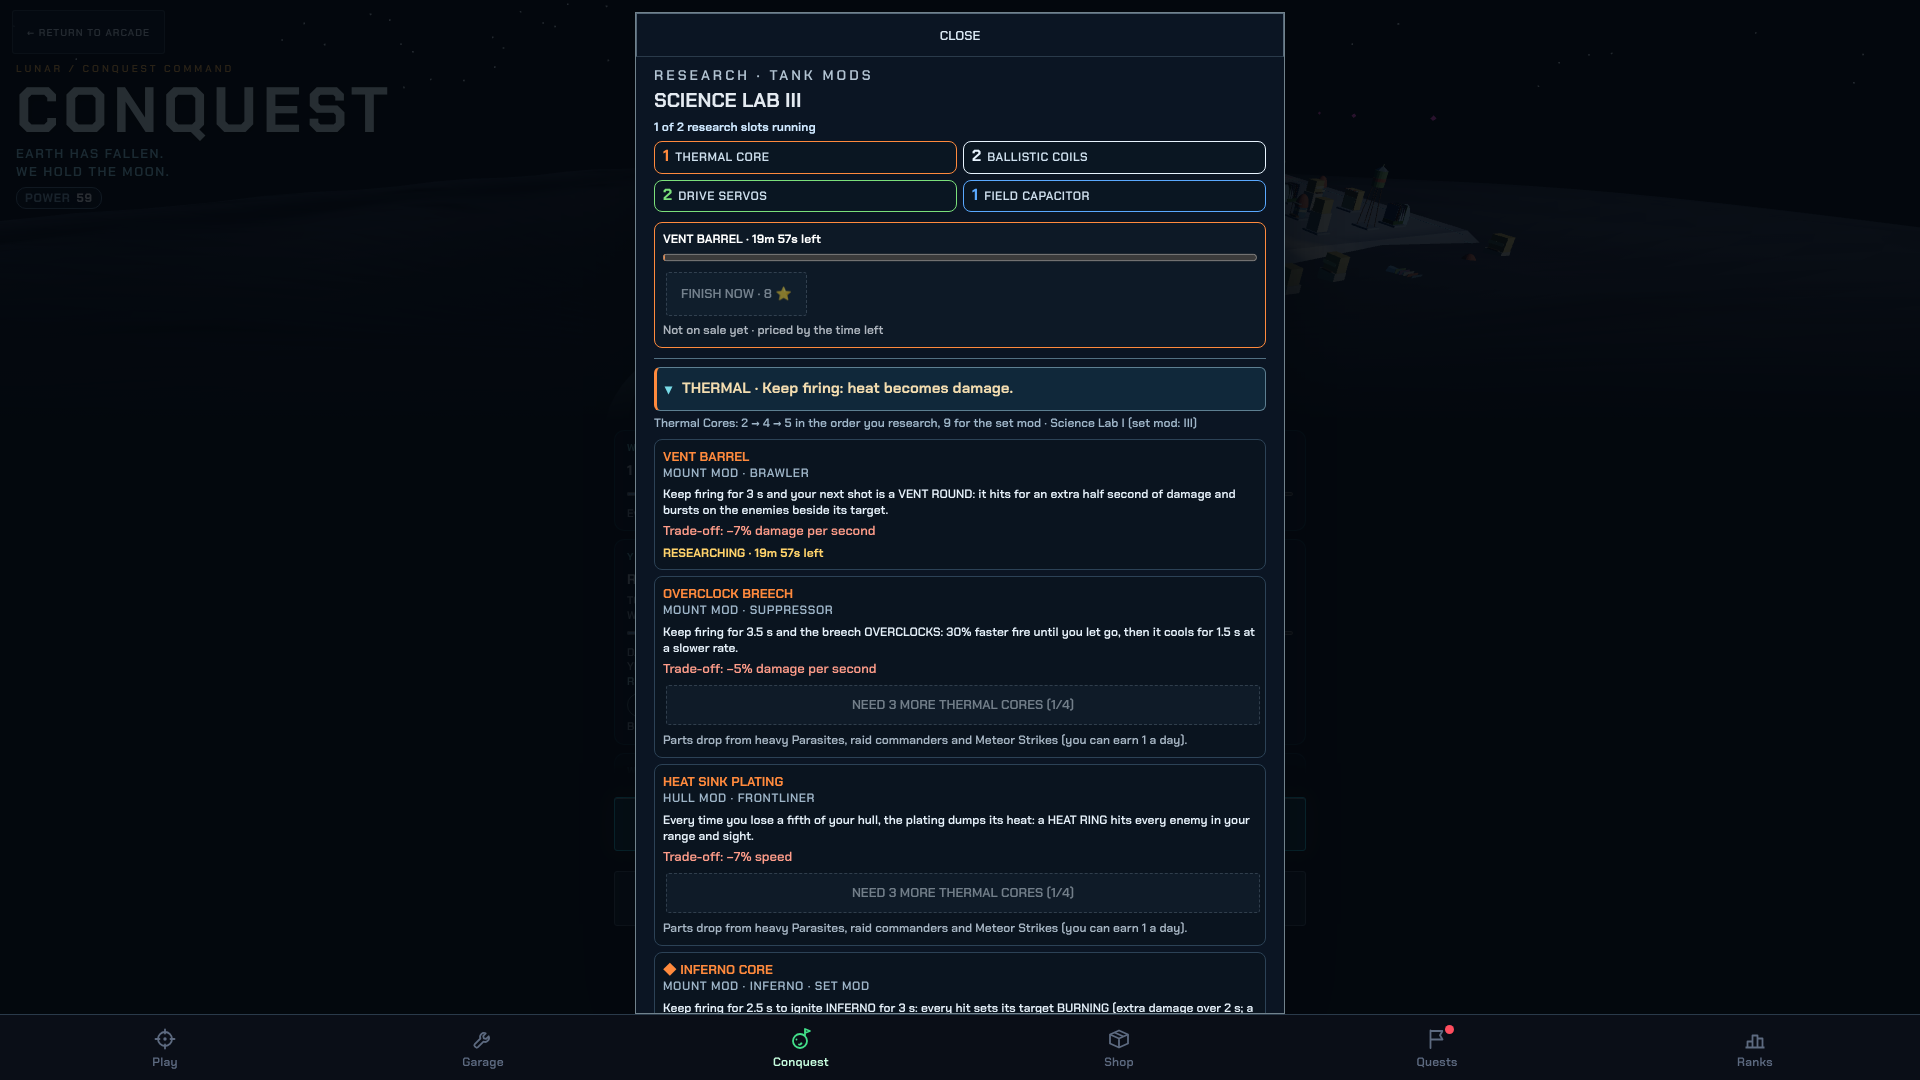 ← RETURN TO ARCADE
LUNAR / CONQUEST COMMAND
CONQUEST
EARTH HAS FALLEN.
WE HOLD THE MOON.
POWER 59
CLOSE
RESEARCH · TANK MODS
SCIENCE LAB III
1 of 2 research slots running
1 THERMAL CORE
2 BALLISTIC COILS
2 DRIVE SERVOS
1 FIELD CAPACITOR
VENT BARREL · 19m 57s left
FINISH NOW · 8 ⭐
Not on sale yet · priced by the time left
▼ THERMAL · Keep firing: heat becomes damage.
Thermal Cores: 2 → 4 → 5 in the order you research, 9 for the set mod · Science Lab I (set mod: III)
VENT BARREL
MOUNT MOD · BRAWLER
Keep firing for 3 s and your next shot is a VENT ROUND: it hits for an extra half second of damage and
bursts on the enemies beside its target.
Trade-off: −7% damage per second
RESEARCHING · 19m 57s left
OVERCLOCK BREECH
MOUNT MOD · SUPPRESSOR
Keep firing for 3.5 s and the breech OVERCLOCKS: 30% faster fire until you let go, then it cools for 1.5 s at
a slower rate.
Trade-off: −5% damage per second
NEED 3 MORE THERMAL CORES (1/4)
Parts drop from heavy Parasites, raid commanders and Meteor Strikes (you can earn 1 a day).
HEAT SINK PLATING
HULL MOD · FRONTLINER
Every time you lose a fifth of your hull, the plating dumps its heat: a HEAT RING hits every enemy in your
range and sight.
Trade-off: −7% speed
NEED 3 MORE THERMAL CORES (1/4)
Parts drop from heavy Parasites, raid commanders and Meteor Strikes (you can earn 1 a day).
◆ INFERNO CORE
MOUNT MOD · INFERNO · SET MOD
Keep firing for 2.5 s to ignite INFERNO for 3 s: every hit sets its target BURNING (extra damage over 2 s; a
Play
Garage
Conquest
Shop
Quests
Ranks